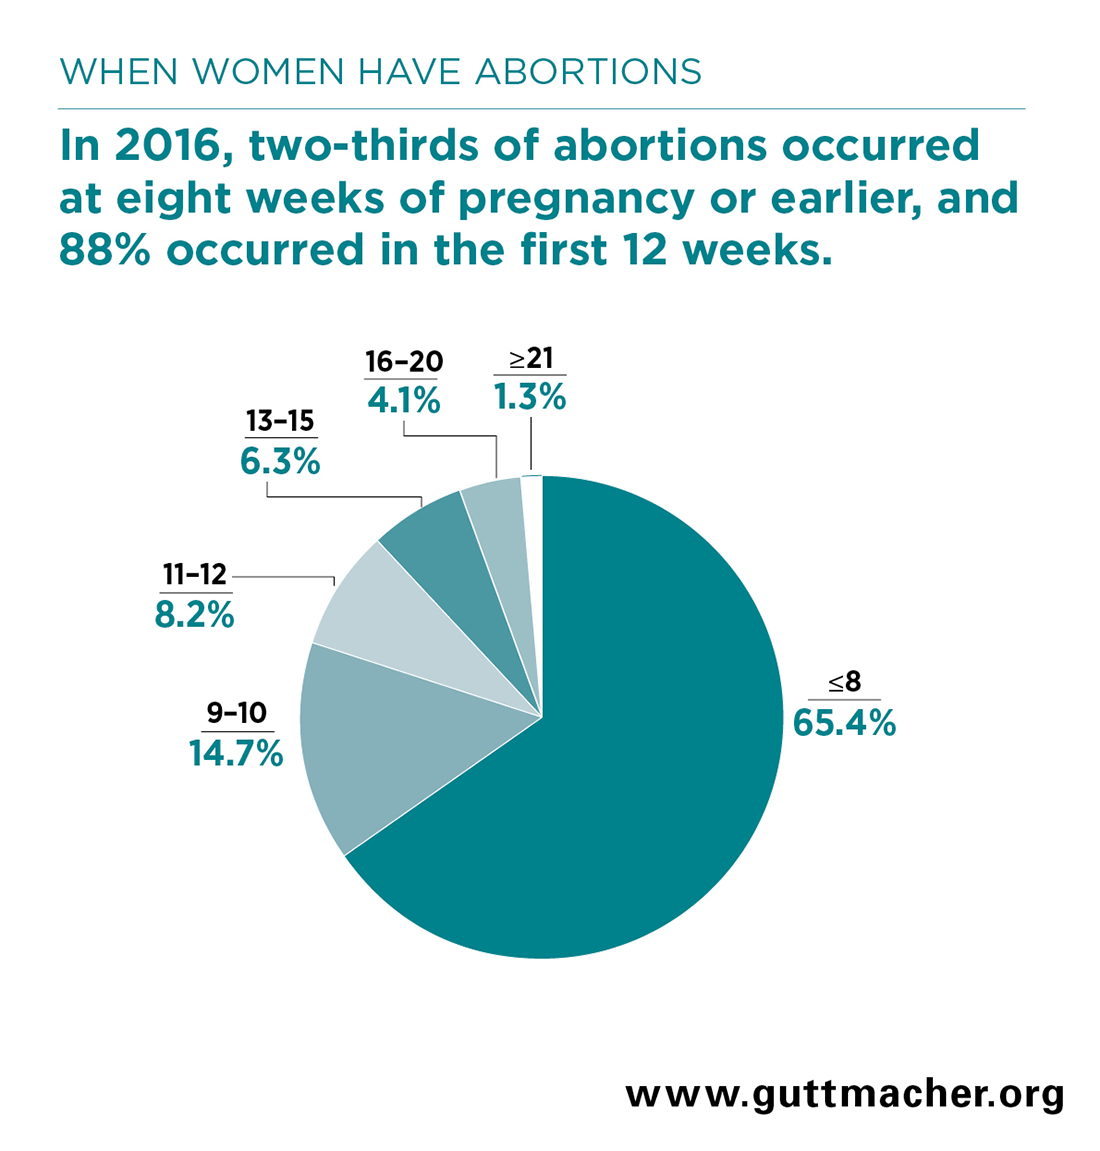 WHEN WOMEN HAVE ABORTIONS
In 2016, two-thirds of abortions occurred
at eight weeks of pregnancy or earlier, and
88% occurred in the first 12 weeks.
≥21
1.3%
16–20
4.1%
13–15
6.3%
11–12
8.2%
9–10
14.7%
≤8
65.4%
www.guttmacher.org